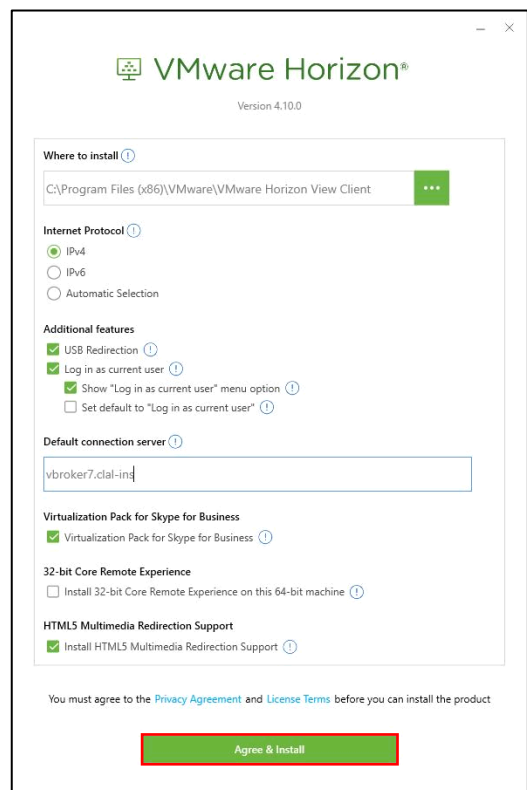 VMware Horizon®
Version 4.10.0
Where to install
C:\Program Files (x86)\VMware\VMware Horizon View Client
Internet Protocol
IPv4
IPv6
Automatic Selection
Additional features
USB Redirection
Log in as current user
Show "Log in as current user" menu option
Set default to "Log in as current user"
Default connection server
vbroker7.clal-ins
Virtualization Pack for Skype for Business
Virtualization Pack for Skype for Business
32-bit Core Remote Experience
Install 32-bit Core Remote Experience on this 64-bit machine
HTML5 Multimedia Redirection Support
Install HTML5 Multimedia Redirection Support
You must agree to the Privacy Agreement and License Terms before you can install the product
Agree & Install